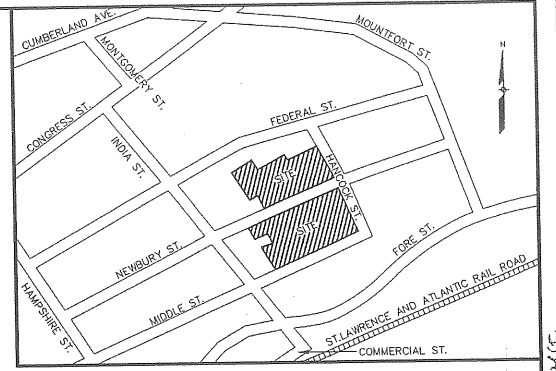 CUMBERLAND AVE.
MOUNTFORT ST.
MONTGOMERY ST.
N
CONGRESS ST.
FEDERAL ST.
INDIA ST.
HANCOCK ST.
SITE
SITE
NEWBURY ST.
FORE ST.
MIDDLE ST.
HAMPSHIRE ST.
ST.LAWRENCE AND ATLANTIC RAIL ROAD
COMMERCIAL ST.